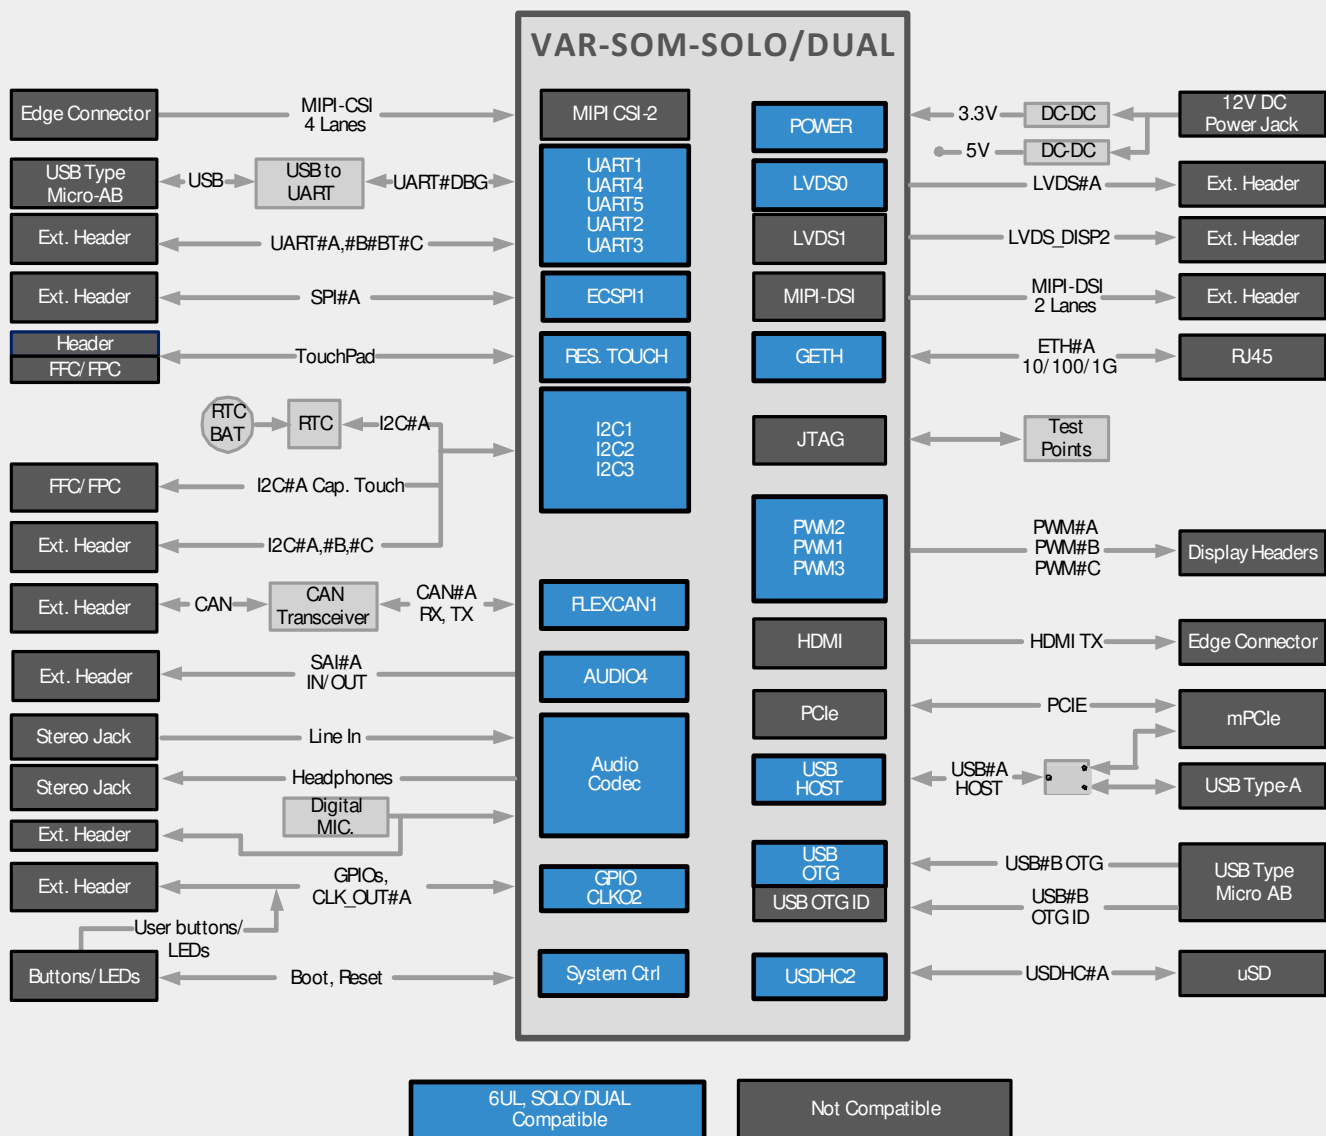 VAR-SOM-SOLO/DUAL
Edge Connector
MIPI-CSI
4 Lanes
MIPI CSI-2
USB Type
Micro-AB
USB
USB to
UART
UART#DBG
UART1
UART4
UART5
UART2
UART3
Ext. Header
UART#A,#B#BT#C
Ext. Header
SPI#A
ECSPI1
Header
FFC/FPC
TouchPad
RES. TOUCH
RTC
BAT
RTC
I2C#A
I2C1
I2C2
I2C3
FFC/FPC
I2C#A Cap. Touch
Ext. Header
I2C#A,#B,#C
Ext. Header
CAN
CAN
Transceiver
CAN#A
RX, TX
FLEXCAN1
Ext. Header
SAI#A
IN/OUT
AUDIO4
Stereo Jack
Line In
Audio
Codec
Stereo Jack
Headphones
Digital
MIC.
Ext. Header
Ext. Header
GPIOs,
CLK_OUT#A
GPIO
CLKO2
User buttons/
LEDs
Buttons/LEDs
Boot, Reset
System Ctrl
POWER
3.3V
DC-DC
12V DC
Power Jack
5V
DC-DC
LVDS0
LVDS#A
Ext. Header
LVDS1
LVDS_DISP2
Ext. Header
MIPI-DSI
MIPI-DSI
2 Lanes
Ext. Header
GETH
ETH#A
10/100/1G
RJ45
JTAG
Test
Points
PWM2
PWM1
PWM3
PWM#A
PWM#B
PWM#C
Display Headers
HDMI
HDMI TX
Edge Connector
PCIe
PCIE
mPCIe
USB
HOST
USB#A
HOST
USB Type-A
USB
OTG
USB#B OTG
USB Type
Micro AB
USB OTG ID
USB#B
OTG ID
USDHC2
USDHC#A
uSD
6UL, SOLO/DUAL
Compatible
Not Compatible